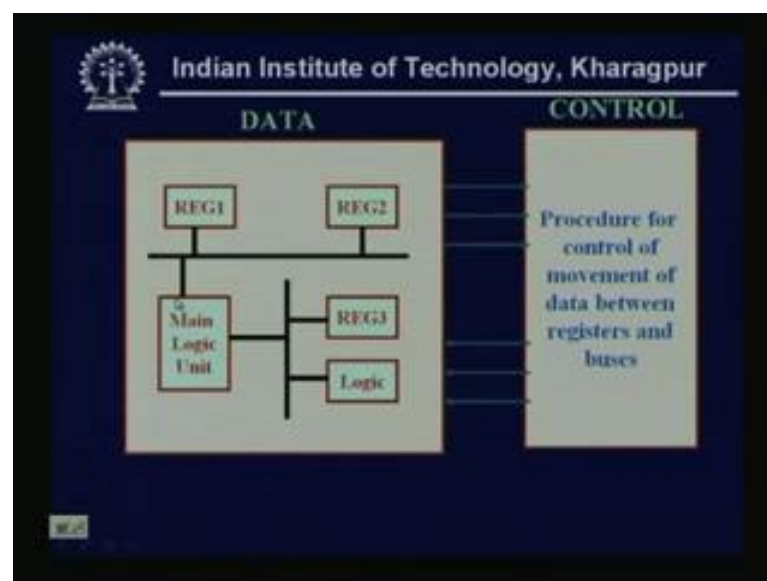 Indian Institute of Technology, Kharagpur
DATA
CONTROL
REG1
REG2
Main
Logic
Unit
REG3
Logic
Procedure for
control of
movement of
data between
registers and
buses